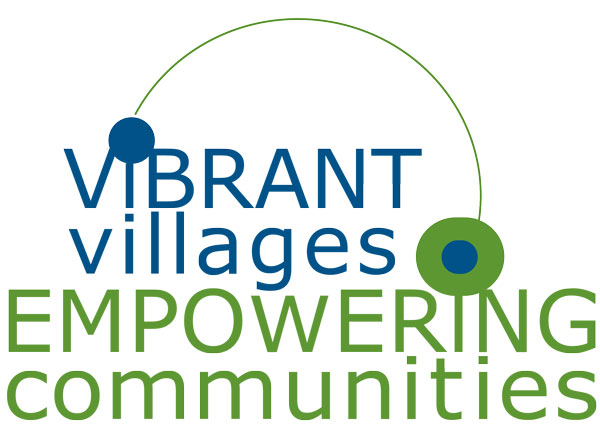 VIBRANT
villages
EMPOWERING
communities